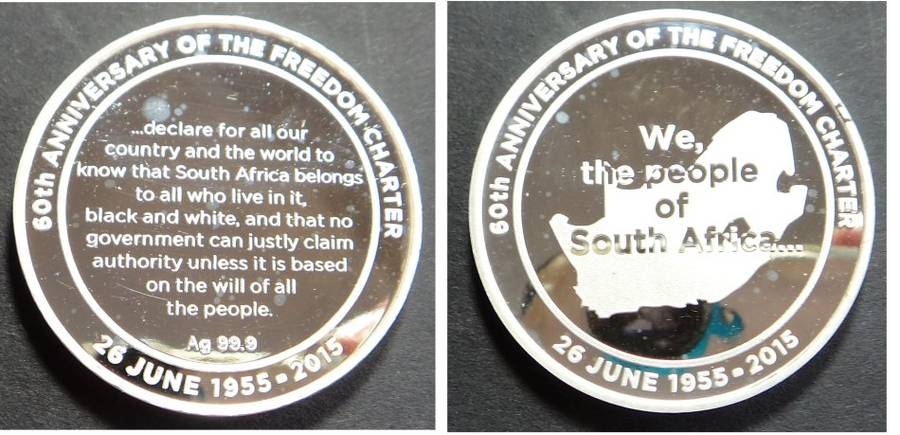 60th ANNIVERSARY OF THE FREEDOM CHARTER
...declare for all our
country and the world to
know that South Africa belongs
to all who live in it,
black and white, and that no
government can justly claim
authority unless it is based
on the will of all
the people.
Ag 99.9
26 JUNE 1955 - 2015
60th ANNIVERSARY OF THE FREEDOM CHARTER
We,
the people
of
South Africa...
26 JUNE 1955 - 2015